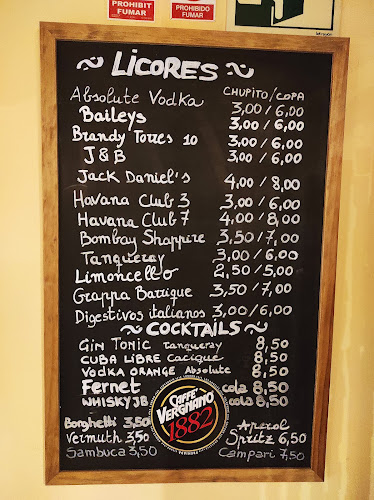 PROHIBIT FUMAR
PROHIBIDO FUMAR
~ LICORES ~
CHUPITO/COPA
Absolute Vodka 3,00/6,00
Baileys 3,00/6,00
Brandy Torres 10 3,00/6,00
J&B 3,00/6,00
Jack Daniel's 4,00/8,00
Havana Club 3 3,00/6,00
Havana Club 7 4,00/8,00
Bombay Shappire 3,50/7,00
Tanqueray 3,00/6,00
Limoncello 2,50/5,00
Grappa Barrique 3,50/7,00
Digestivos italianos 3,00/6,00
~ COCKTAILS ~
GIN TONIC Tanqueray 8,50
CUBA LIBRE Cacique 8,50
VODKA ORANGE Absolute 8,50
Fernet cola 8,50
WHISKY JB cola 8,50
CAFFÈ VERGNANO 1882
Borghetti 3,50
Vermuth 3,50
Sambuca 3,50
Aperol
Spritz 6,50
Campari 7,50